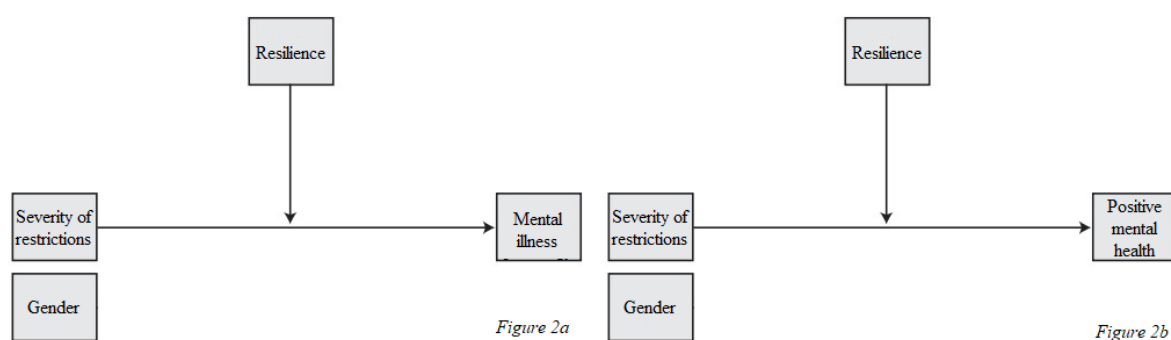 Resilience
Severity of
restrictions
Mental
illness
Gender
Figure 2a
Resilience
Severity of
restrictions
Positive
mental
health
Gender
Figure 2b